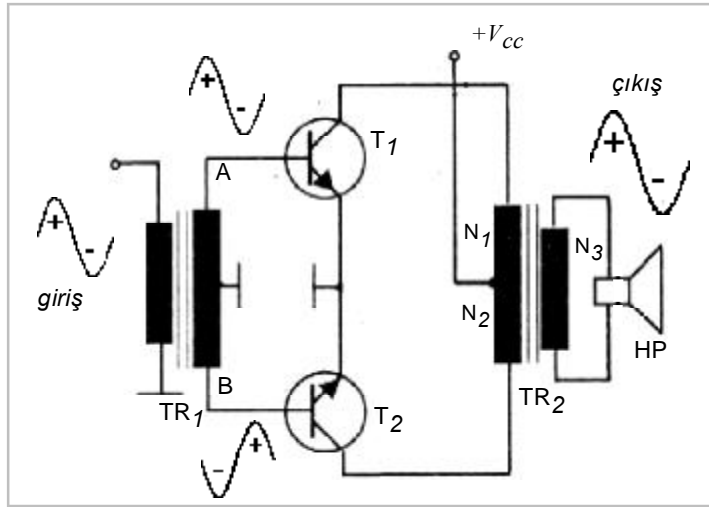 +Vcc
çıkış
+
-
T1
A
+
-
N1
N3
+
-
giriş
N2
HP
B
TR1
T2
TR2
+
-
- +